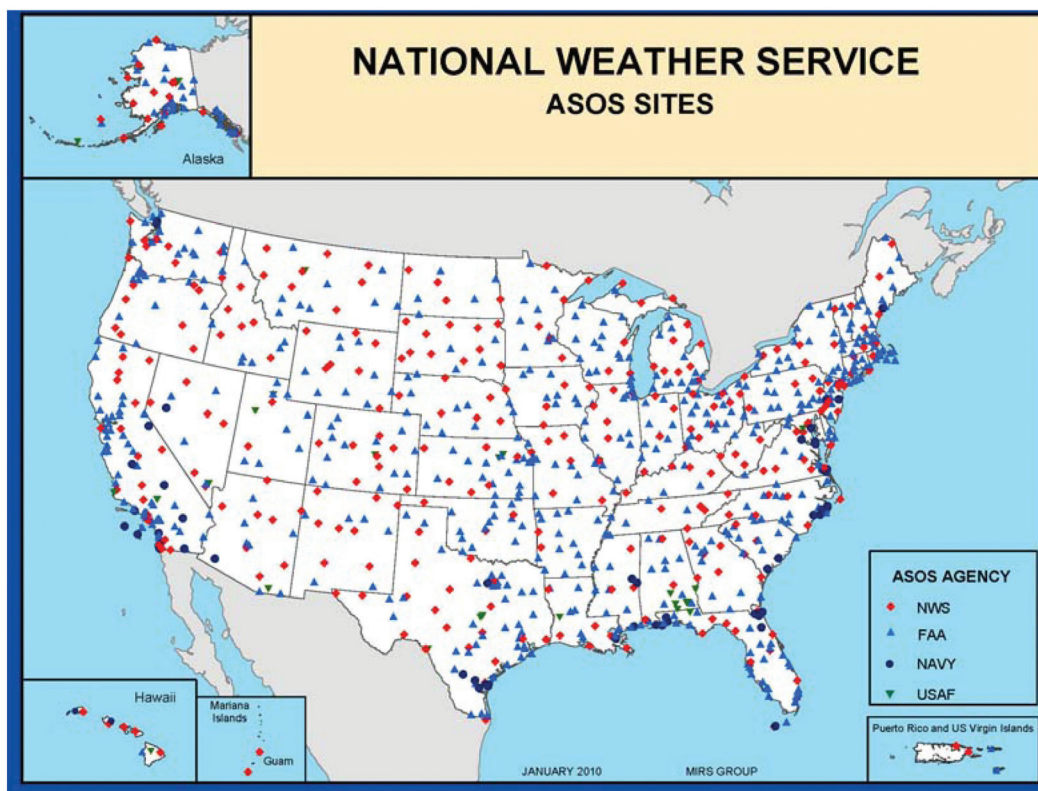 NATIONAL WEATHER SERVICE
ASOS SITES
Alaska
ASOS AGENCY
NWS
FAA
NAVY
USAF
Hawaii
Mariana
Islands
Guam
Puerto Rico and US Virgin Islands
JANUARY 2010
MIRS GROUP